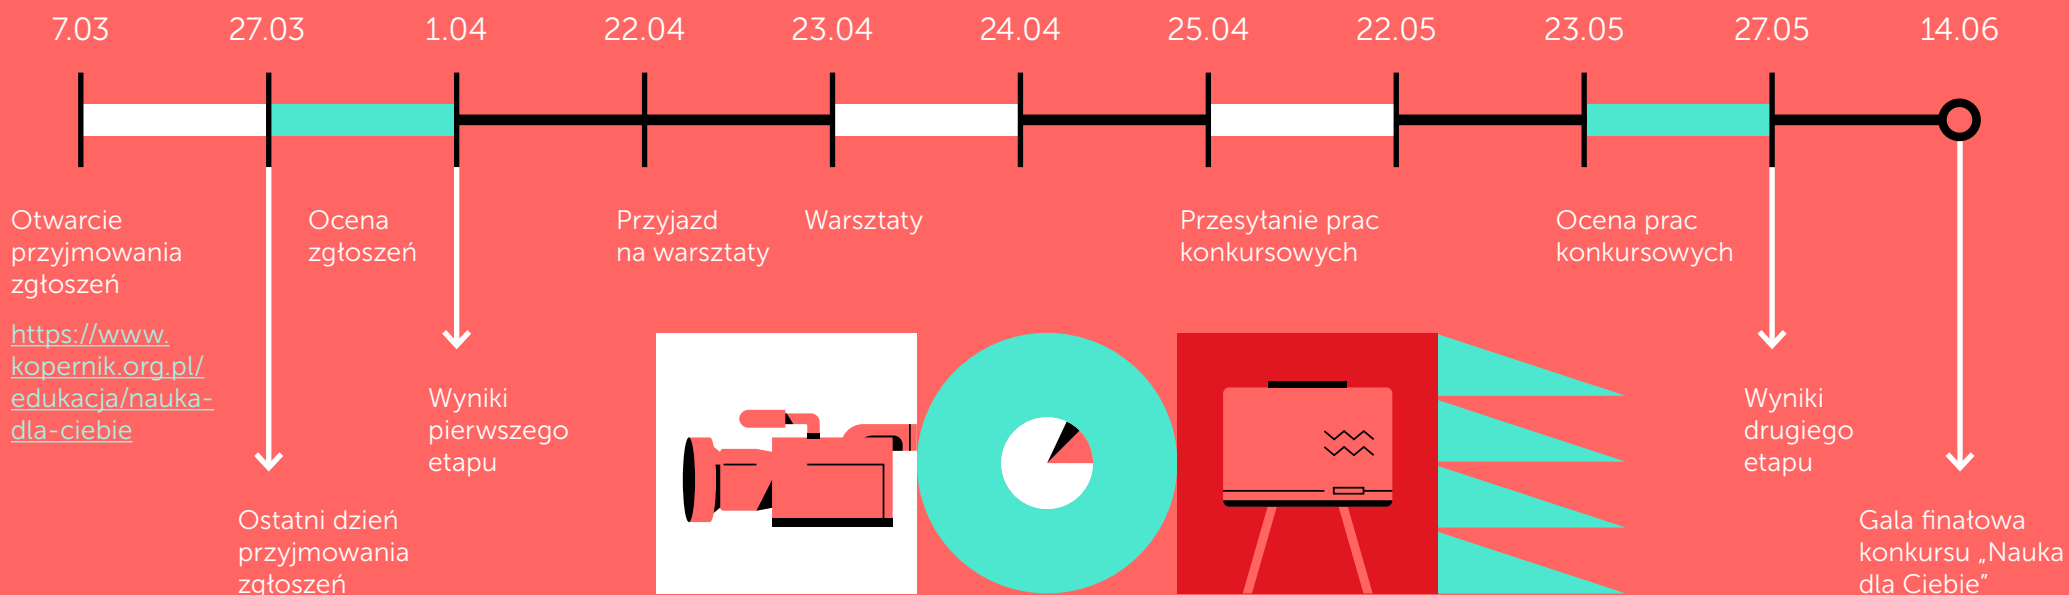 7.03 27.03 1.04 22.04 23.04 24.04 25.04 22.05 23.05 27.05 14.06
Otwarcie
przyjmowania
zgłoszeń
https://www.
kopernik.org.pl/
edukacja/nauka-
dla-ciebie
Ostatni dzień
przyjmowania
zgłoszeń
Ocena
zgłoszeń
Wyniki
pierwszego
etapu
Przyjazd
na warsztaty
Warsztaty
Przesyłanie prac
konkursowych
Ocena prac
konkursowych
Wyniki
drugiego
etapu
Gala finałowa
konkursu „Nauka
dla Ciebie”